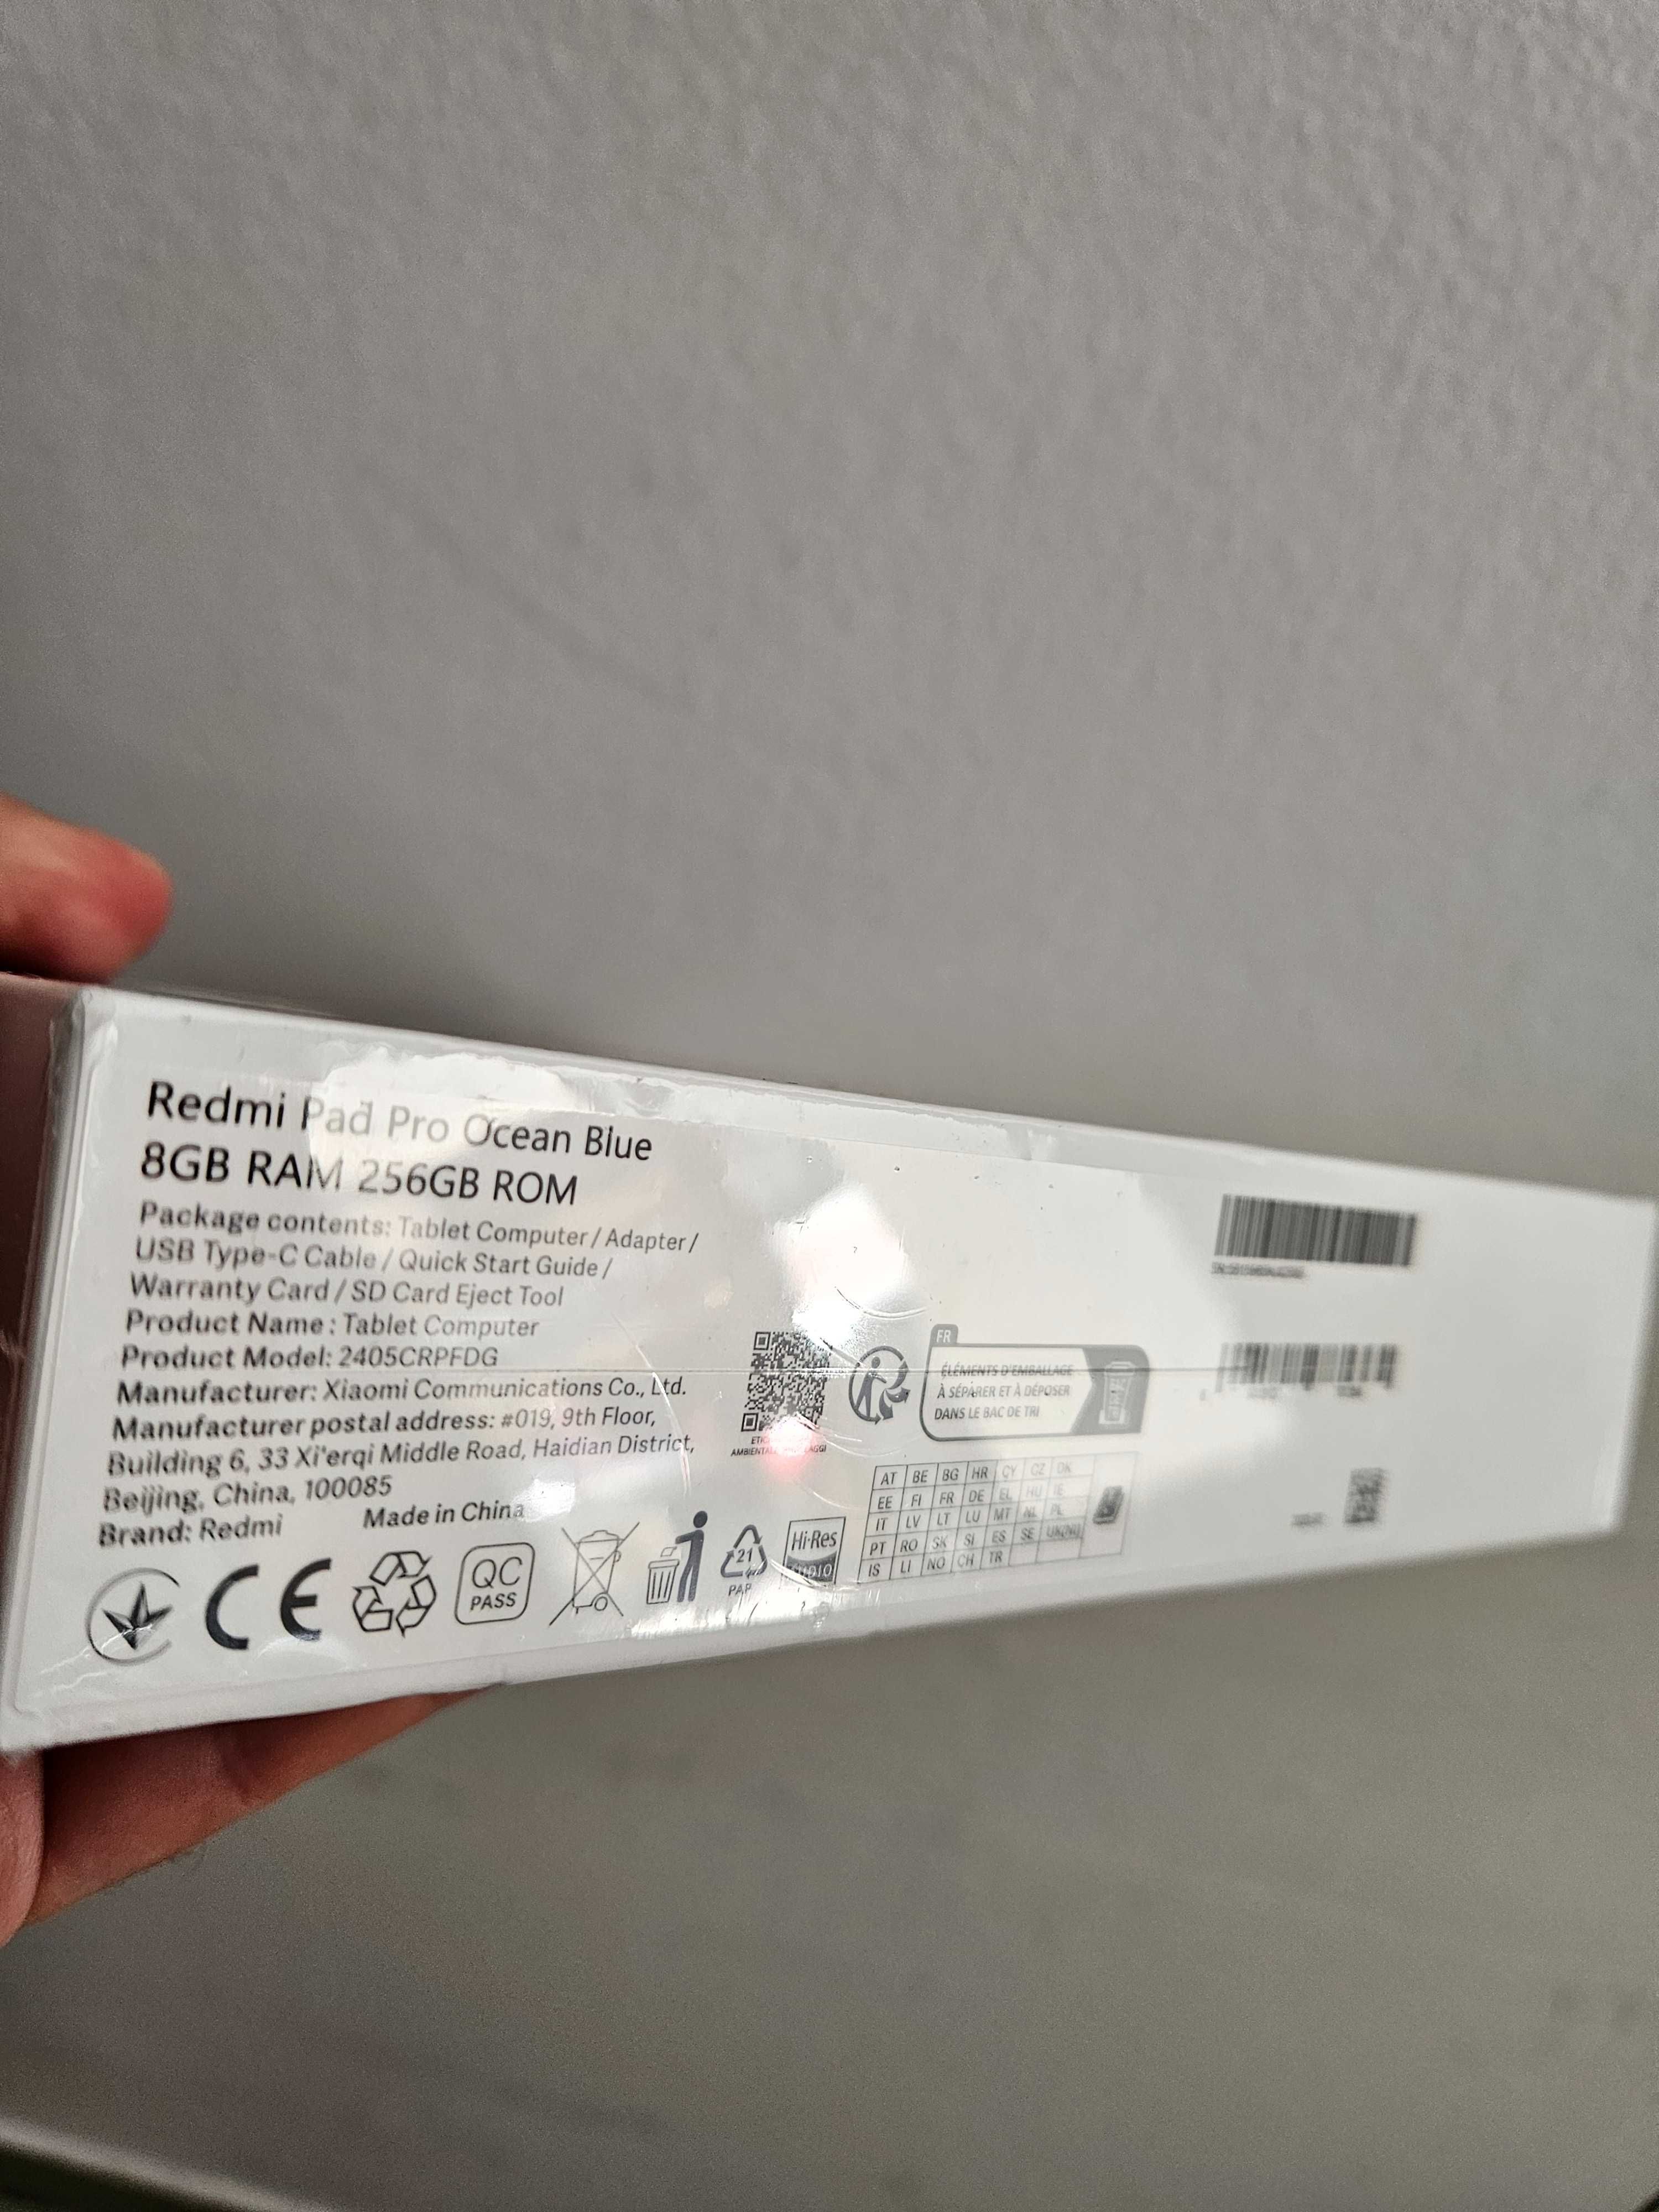 Redmi Pad Pro Ocean Blue
8GB RAM 256GB ROM
Package contents: Tablet Computer / Adapter /
USB Type-C Cable / Quick Start Guide /
Warranty Card / SD Card Eject Tool
Product Name : Tablet Computer
Product Model: 2405CRPFDG
Manufacturer: Xiaomi Communications Co., Ltd.
Manufacturer postal address: #019, 9th Floor,
Building 6, 33 Xi'erqi Middle Road, Haidian District,
Beijing, China, 100085
Brand: Redmi
Made in China
CE
QC
PASS
21
PAP
Hi-Res
AUDIO
FR
ÉLÉMENTS D'EMBALLAGE
À SÉPARER ET À DÉPOSER
DANS LE BAC DE TRI
AT BE BG HR CY CZ DK
EE FI FR DE EL HU IE
IT LV LT LU MT NL PL
PT RO SK SI ES SE UK(NI)
IS LI NO CH TR